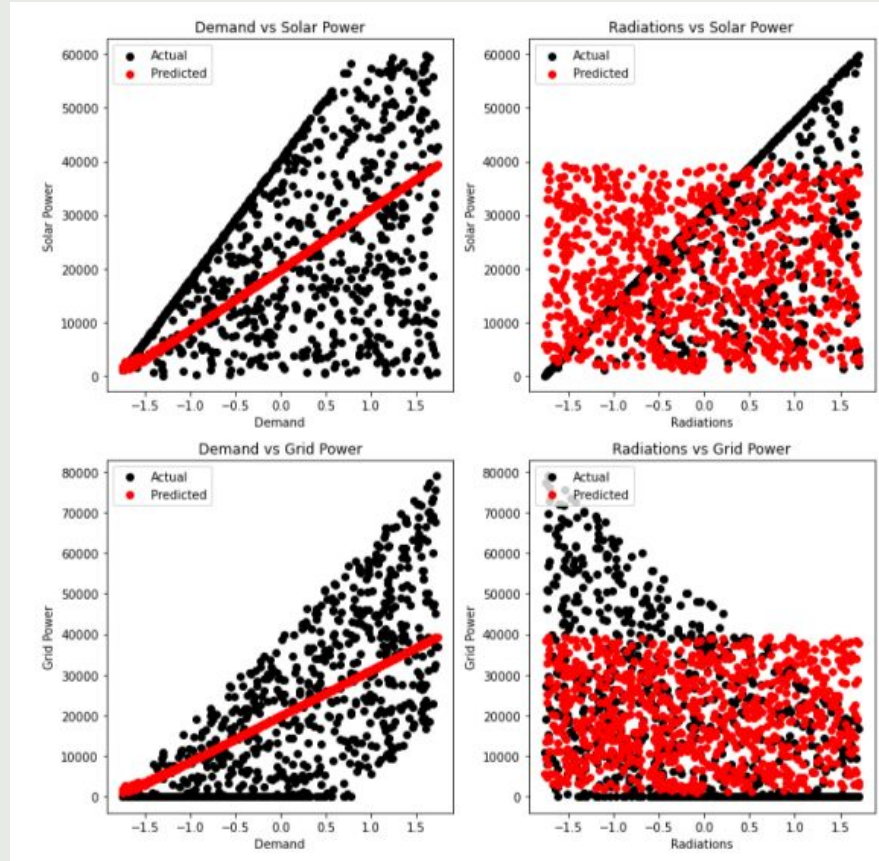 Demand vs Solar Power
Actual
Predicted
60000
50000
40000
30000
20000
10000
0
Solar Power
−1.5 −1.0 −0.5 0.0 0.5 1.0 1.5
Demand
Radiations vs Solar Power
Actual
Predicted
60000
50000
40000
30000
20000
10000
0
Solar Power
−1.5 −1.0 −0.5 0.0 0.5 1.0 1.5
Radiations
Demand vs Grid Power
Actual
Predicted
80000
70000
60000
50000
40000
30000
20000
10000
0
Grid Power
−1.5 −1.0 −0.5 0.0 0.5 1.0 1.5
Demand
Radiations vs Grid Power
Actual
Predicted
80000
70000
60000
50000
40000
30000
20000
10000
0
Grid Power
−1.5 −1.0 −0.5 0.0 0.5 1.0 1.5
Radiations